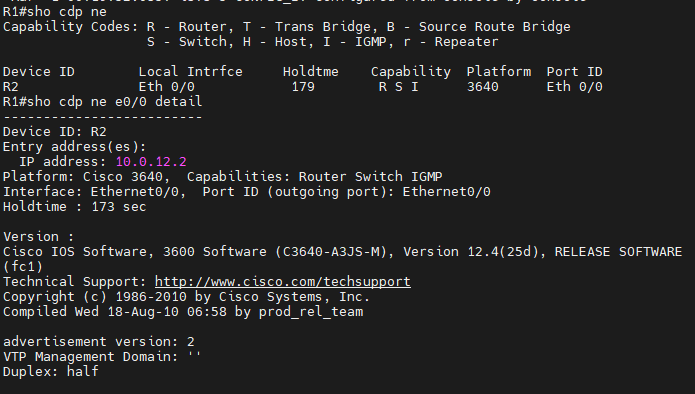 R1#sho cdp ne
Capability Codes: R - Router, T - Trans Bridge, B - Source Route Bridge
                  S - Switch, H - Host, I - IGMP, r - Repeater

Device ID        Local Intrfce     Holdtme    Capability  Platform  Port ID
R2               Eth 0/0            179        R S I      3640      Eth 0/0
R1#sho cdp ne e0/0 detail
-------------------------
Device ID: R2
Entry address(es):
  IP address: 10.0.12.2
Platform: Cisco 3640,  Capabilities: Router Switch IGMP
Interface: Ethernet0/0,  Port ID (outgoing port): Ethernet0/0
Holdtime : 173 sec

Version :
Cisco IOS Software, 3600 Software (C3640-A3JS-M), Version 12.4(25d), RELEASE SOFTWARE
(fc1)
Technical Support: http://www.cisco.com/techsupport
Copyright (c) 1986-2010 by Cisco Systems, Inc.
Compiled Wed 18-Aug-10 06:58 by prod_rel_team

advertisement version: 2
VTP Management Domain: ''
Duplex: half